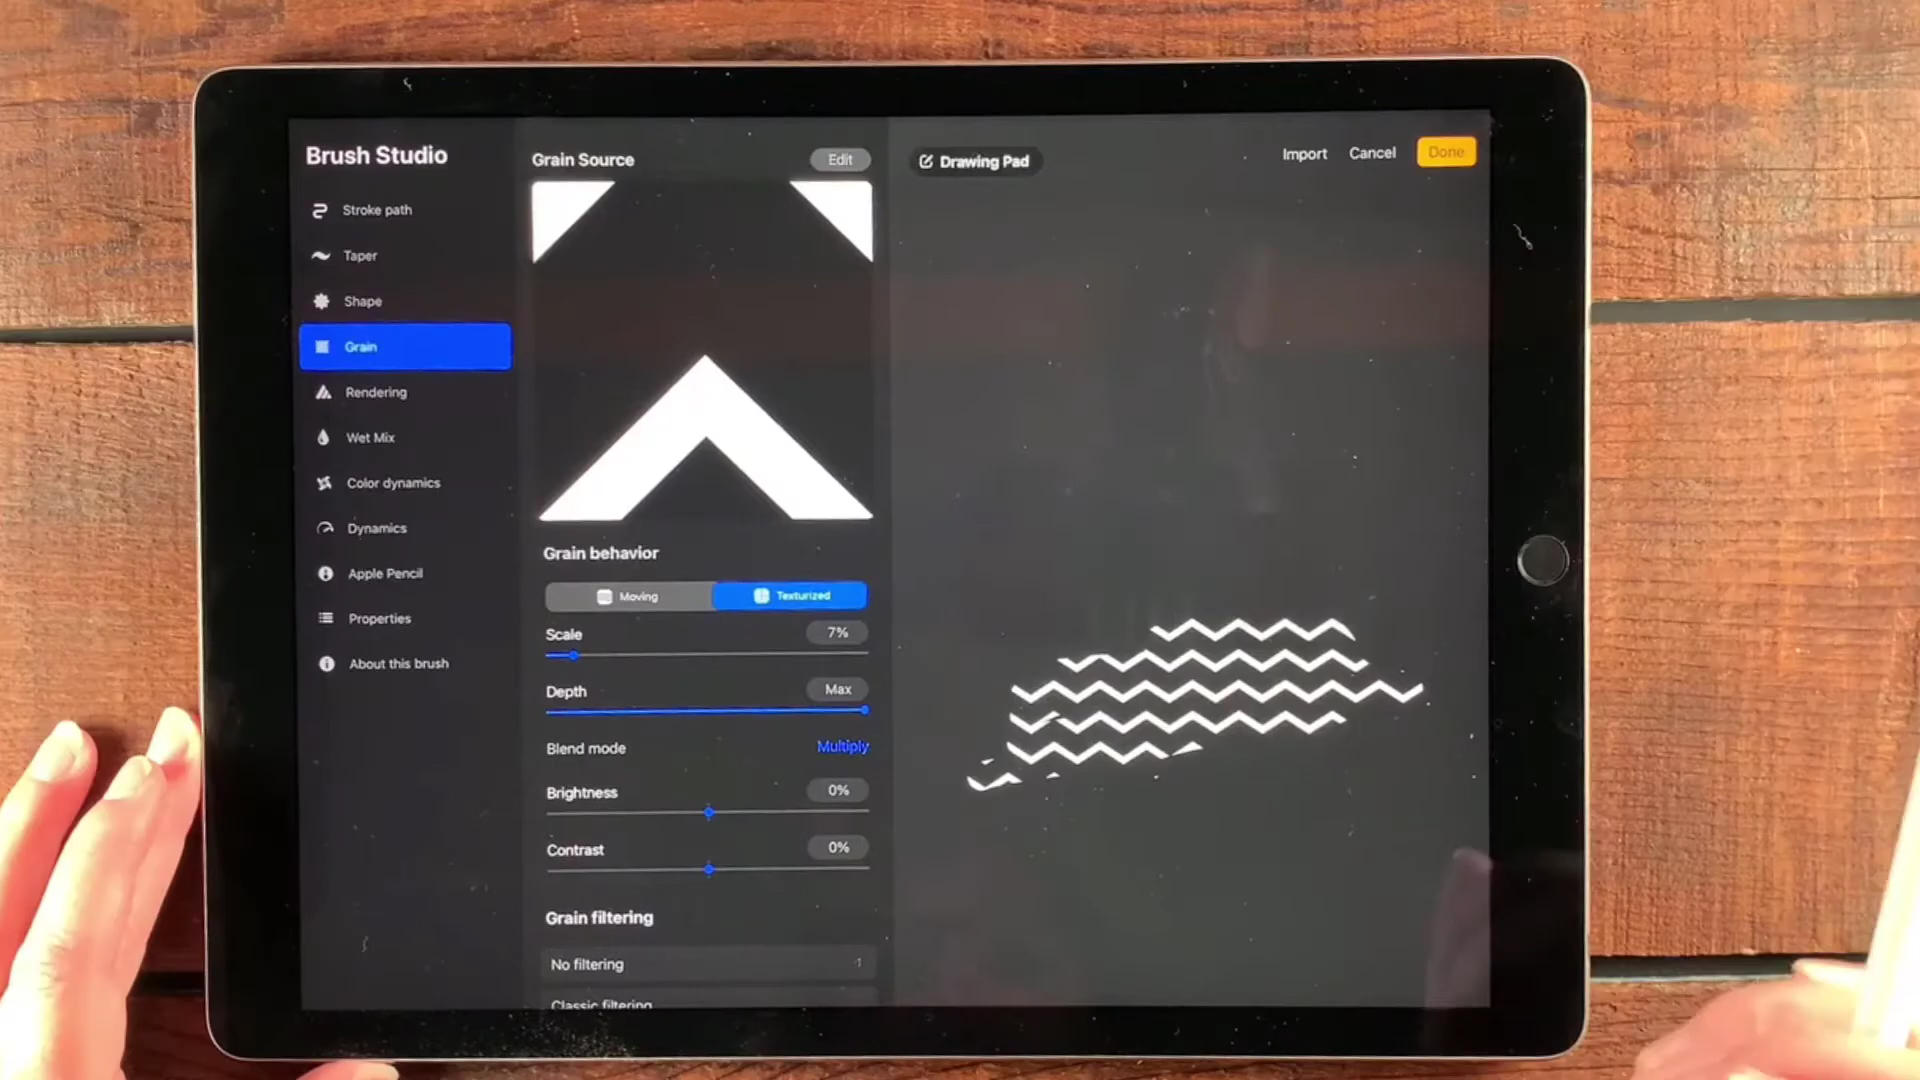 Brush Studio
Stroke path
Taper
Shape
Grain
Rendering
Wet Mix
Color dynamics
Dynamics
Apple Pencil
Properties
About this brush
Grain Source
Edit
Grain behavior
Moving
Texturized
Scale
7%
Depth
Max
Blend mode
Multiply
Brightness
0%
Contrast
0%
Grain filtering
No filtering
Classic filtering
Drawing Pad
Import
Cancel
Done